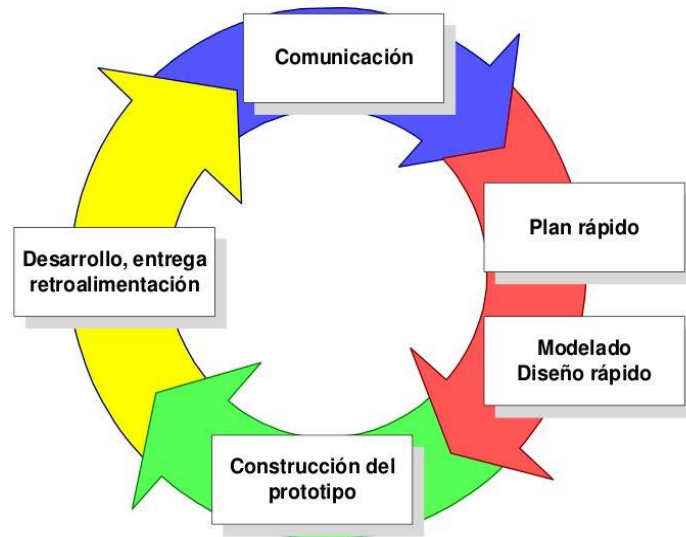 Comunicación
Plan rápido
Modelado
Diseño rápido
Construcción del
prototipo
Desarrollo, entrega
retroalimentación